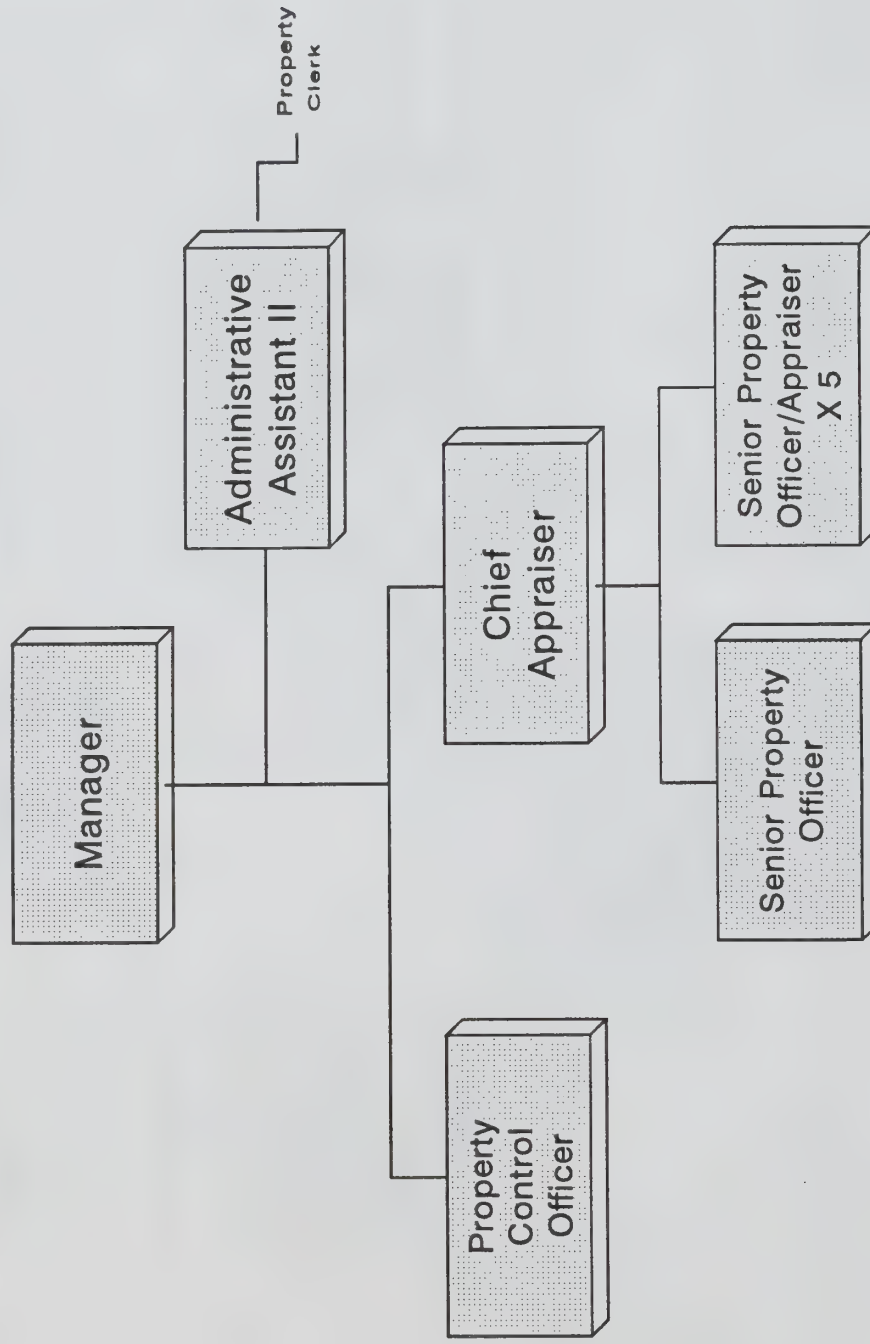 Manager
Administrative
Assistant II
Property
Clerk
Property
Control
Officer
Chief
Appraiser
Senior Property
Officer
Senior Property
Officer/Appraiser
X 5